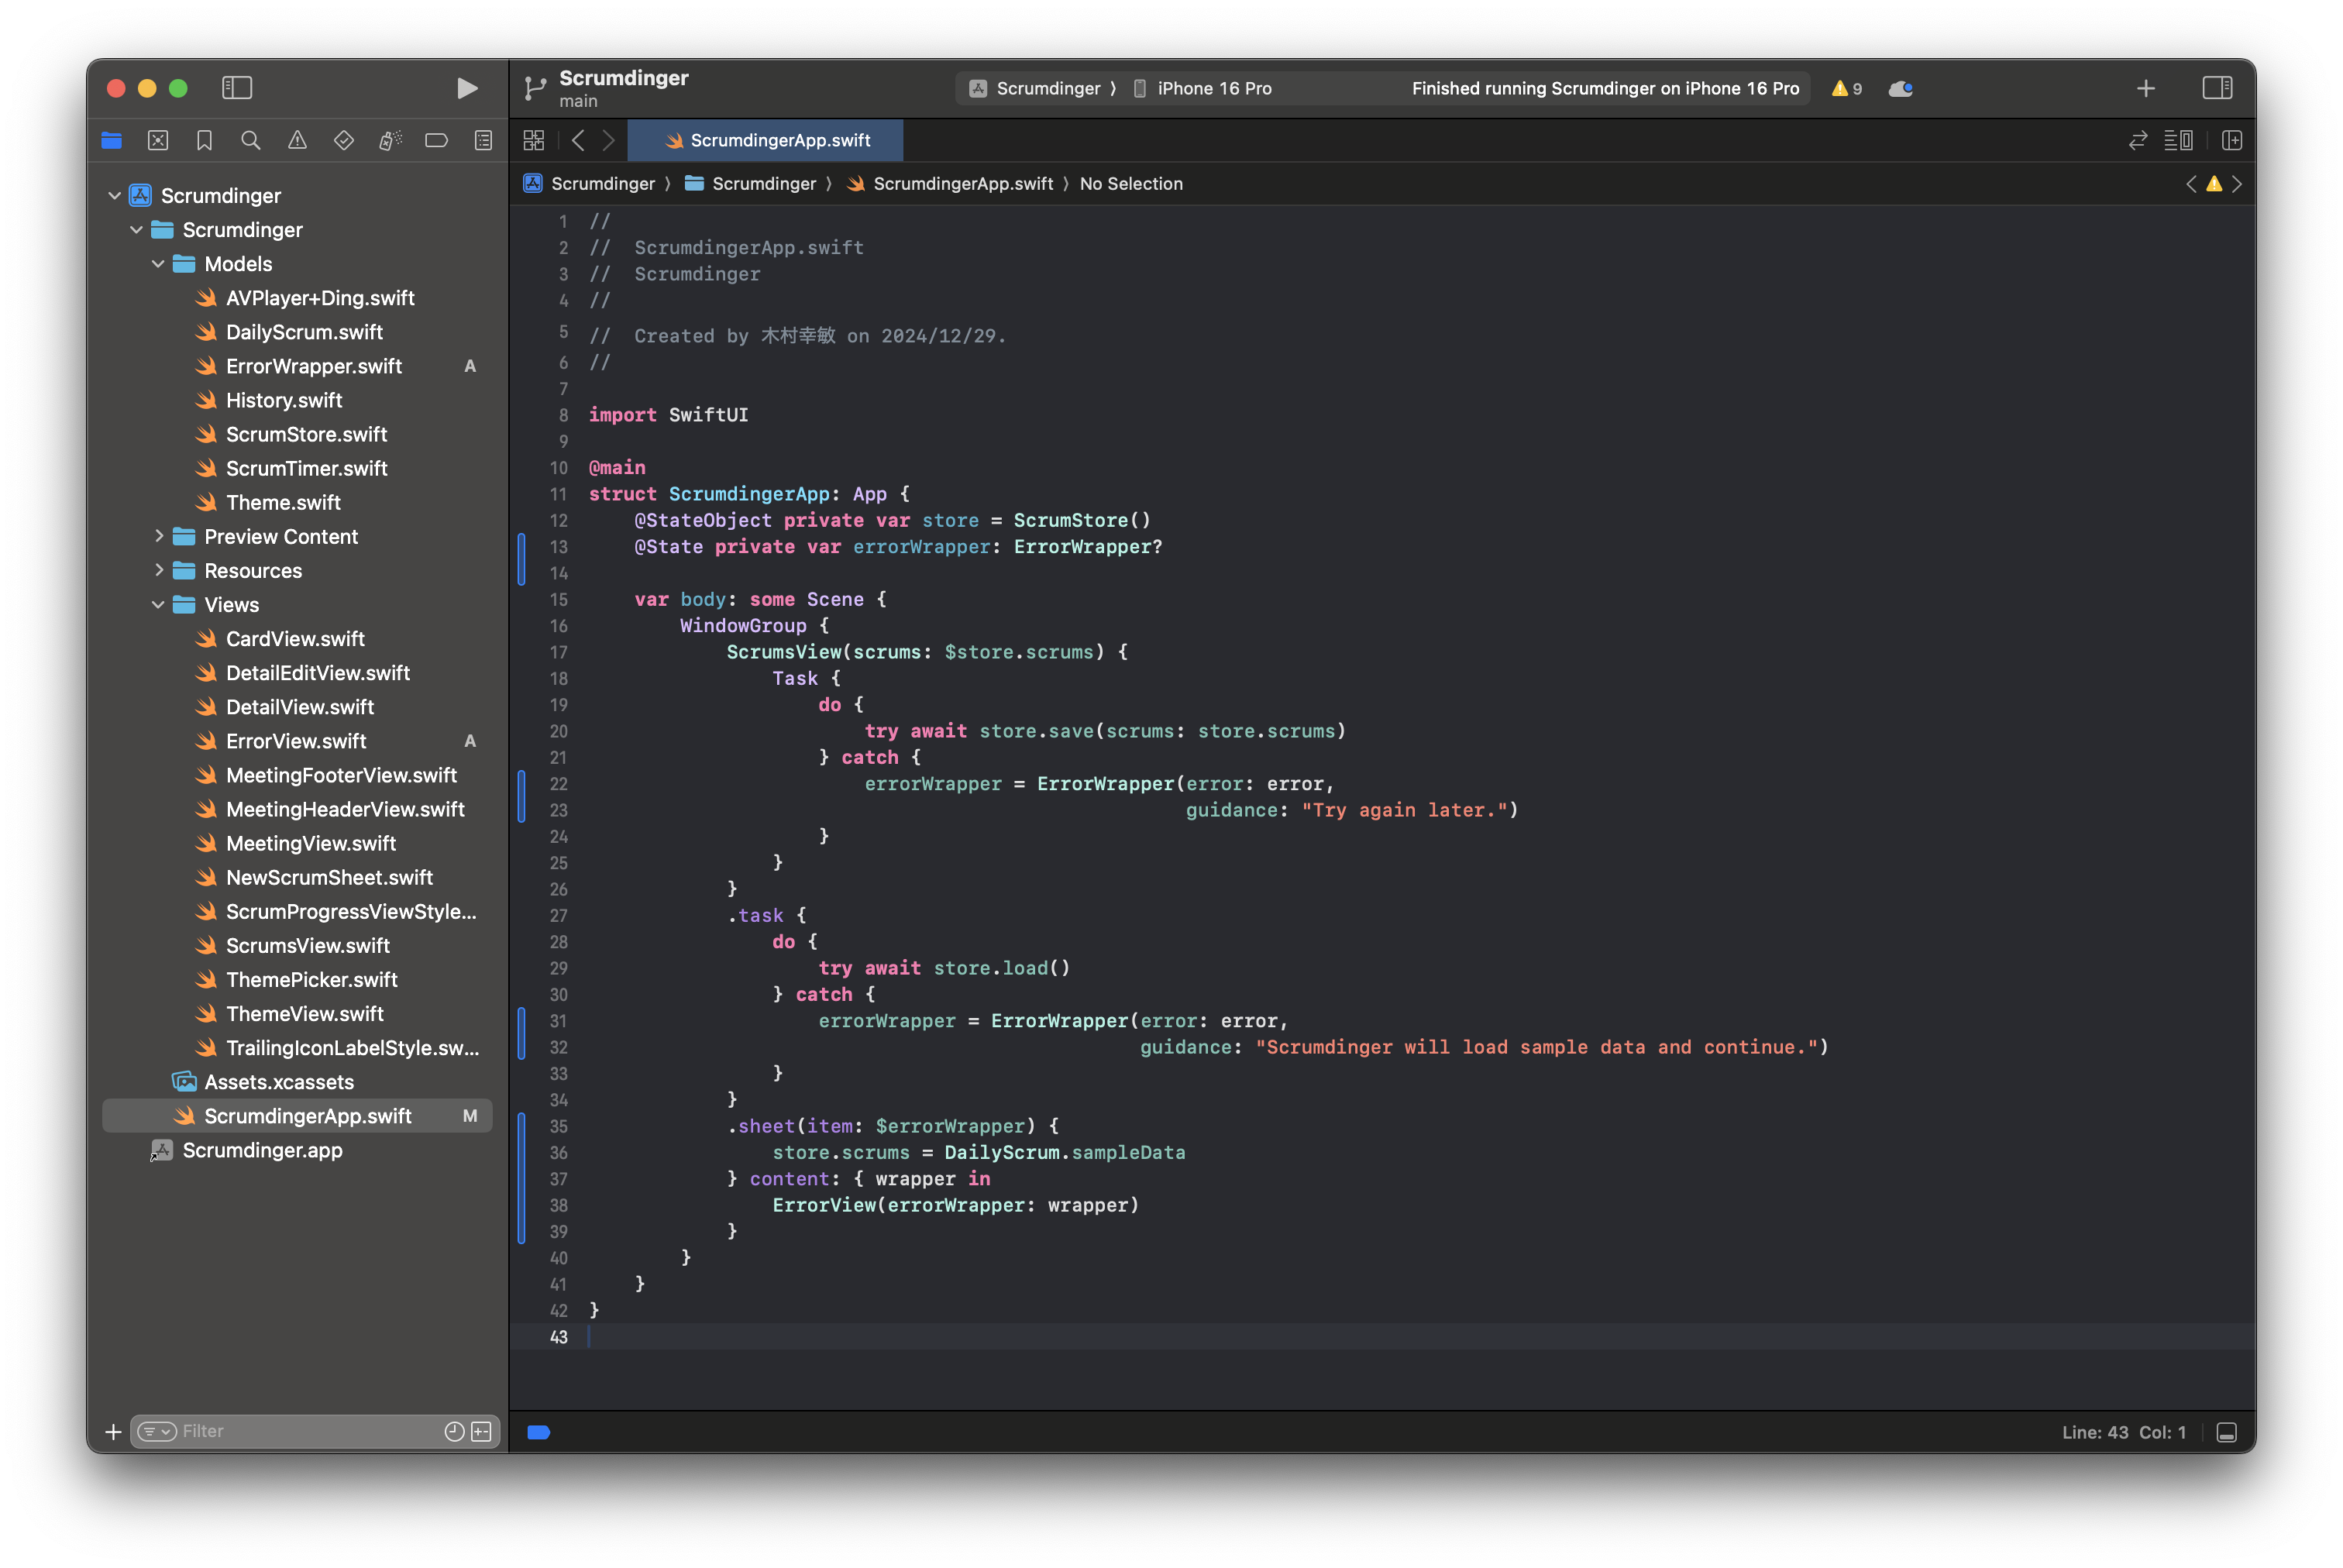 Scrumdinger
main
Scrumdinger 〉 iPhone 16 Pro
Finished running Scrumdinger on iPhone 16 Pro
9
ScrumdingerApp.swift
Scrumdinger 〉 Scrumdinger 〉 ScrumdingerApp.swift 〉 No Selection
Scrumdinger
Scrumdinger
Models
AVPlayer+Ding.swift
DailyScrum.swift
ErrorWrapper.swift A
History.swift
ScrumStore.swift
ScrumTimer.swift
Theme.swift
Preview Content
Resources
Views
CardView.swift
DetailEditView.swift
DetailView.swift
ErrorView.swift A
MeetingFooterView.swift
MeetingHeaderView.swift
MeetingView.swift
NewScrumSheet.swift
ScrumProgressViewStyle...
ScrumsView.swift
ThemePicker.swift
ThemeView.swift
TrailingIconLabelStyle.sw...
Assets.xcassets
ScrumdingerApp.swift M
Scrumdinger.app
Filter
1 //
2 //  ScrumdingerApp.swift
3 //  Scrumdinger
4 //
5 //  Created by 木村幸敏 on 2024/12/29.
6 //
7
8 import SwiftUI
9
10 @main
11 struct ScrumdingerApp: App {
12     @StateObject private var store = ScrumStore()
13     @State private var errorWrapper: ErrorWrapper?
14
15     var body: some Scene {
16         WindowGroup {
17             ScrumsView(scrums: $store.scrums) {
18                 Task {
19                     do {
20                         try await store.save(scrums: store.scrums)
21                     } catch {
22                         errorWrapper = ErrorWrapper(error: error,
23                                                     guidance: "Try again later.")
24                     }
25                 }
26             }
27             .task {
28                 do {
29                     try await store.load()
30                 } catch {
31                     errorWrapper = ErrorWrapper(error: error,
32                                                 guidance: "Scrumdinger will load sample data and continue.")
33                 }
34             }
35             .sheet(item: $errorWrapper) {
36                 store.scrums = DailyScrum.sampleData
37             } content: { wrapper in
38                 ErrorView(errorWrapper: wrapper)
39             }
40         }
41     }
42 }
43
Line: 43 Col: 1